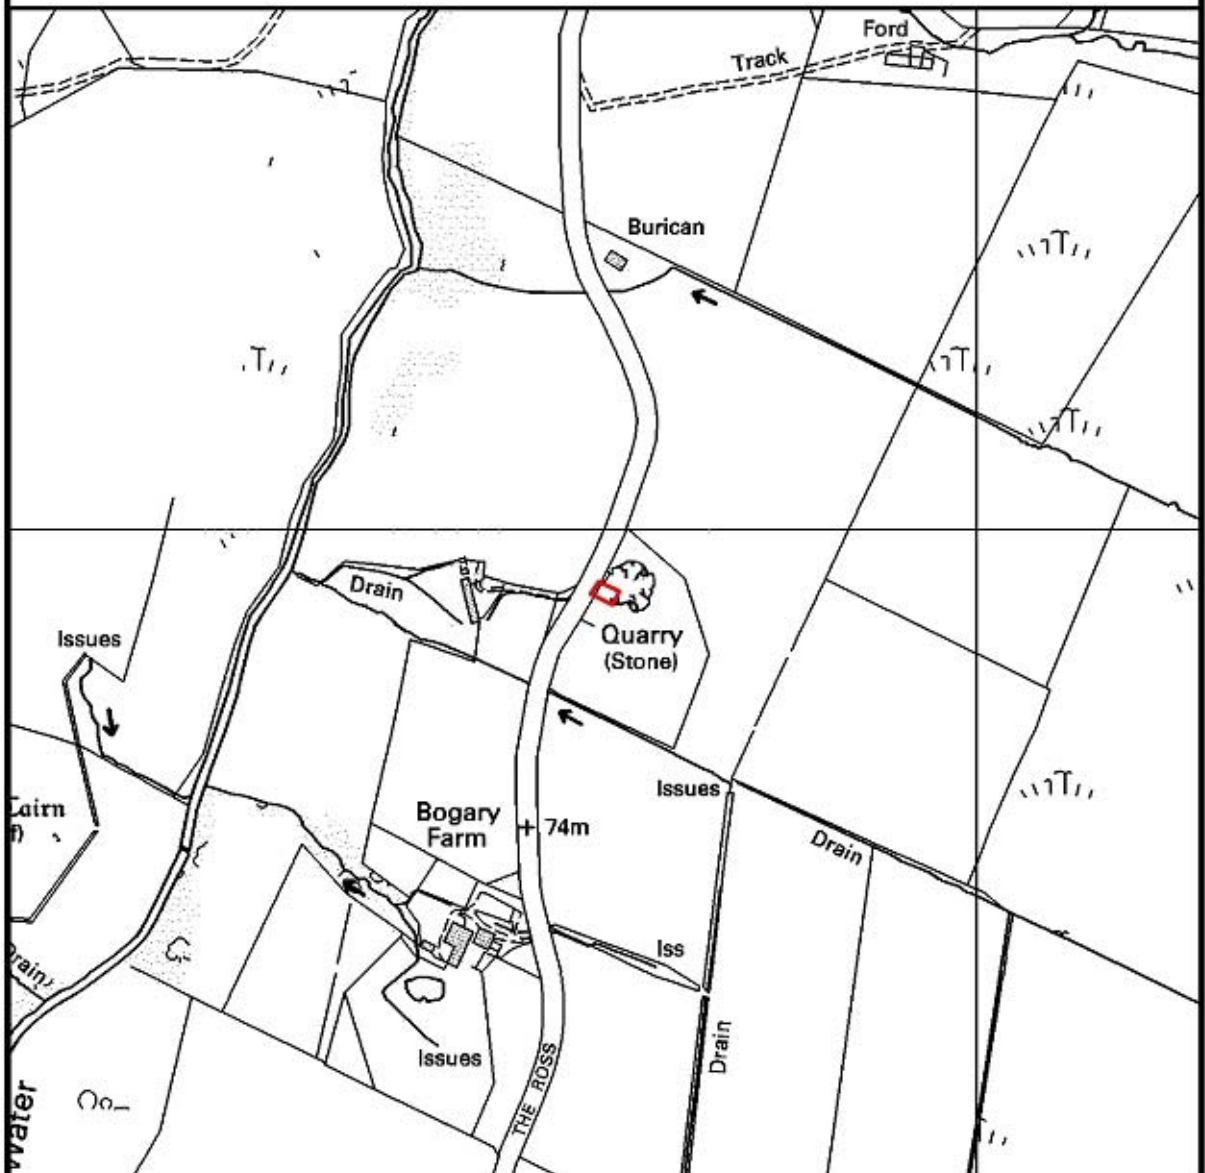 Ford
Track
Burican
Drain
Issues
Quarry
(Stone)
Issues
Bogary
Farm
74m
Drain
Iss
Drain
Issues
THE ROSS